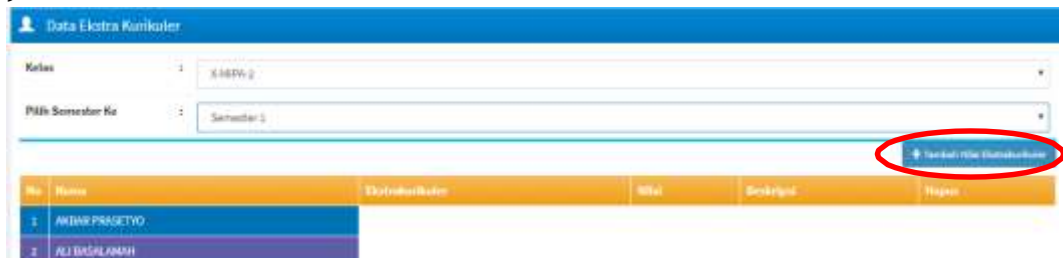 Data Ekstra Kurikuler
Kelas : X-MIPA-2
Pilih Semester Ke : Semester 1
Tambah Nilai Ekstrakurikuler
No Nama Ekstrakurikuler Nilai Deskripsi Hapus
1 AKBAR PRASETYO
2 ALI BASALAMAH